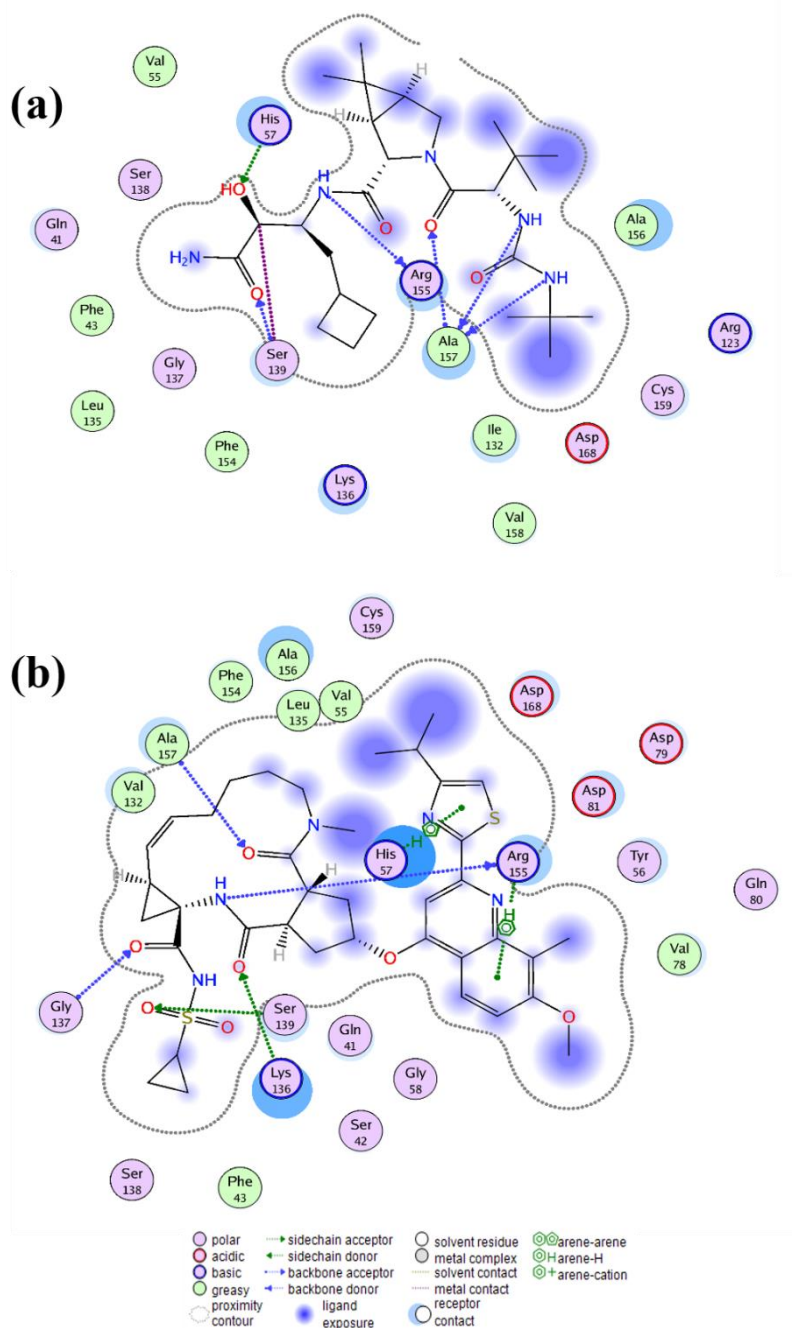 (a)
Val
55
His
57
H
H
Ser
138
HO
H
N
N
Gln
41
O
O
NH
Ala
156
H₂N
O
Arg
155
O
NH
Phe
43
O
Ala
157
Arg
123
Gly
137
Ser
139
Cys
159
Leu
135
Phe
154
Ile
132
Asp
168
Lys
136
Val
158
(b)
Cys
159
Ala
156
Phe
154
Leu
135
Val
55
Asp
168
Ala
157
Asp
79
Val
132
Asp
81
N
N
S
O
His
57
H
Arg
155
Tyr
56
H
H
N
H
Gln
80
N
H
O
H
Val
78
NH
O
O
Gly
137
O
S
O
Ser
139
Gln
41
O
Lys
136
Gly
58
Ser
42
Ser
138
Phe
43
polar
acidic
basic
greasy
proximity
contour
sidechain acceptor
sidechain donor
backbone acceptor
backbone donor
ligand
exposure
solvent residue
metal complex
solvent contact
metal contact
receptor
contact
arene-arene
H arene-H
+ arene-cation